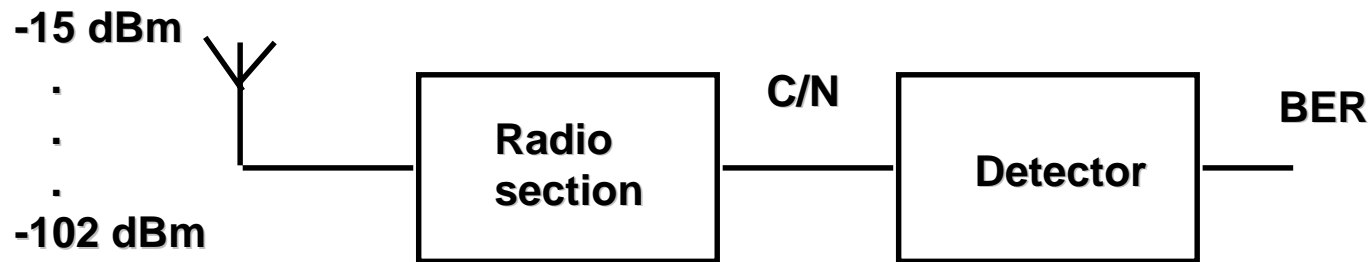 -15 dBm
.
.
.
-102 dBm
Radio
section
C/N
Detector
BER